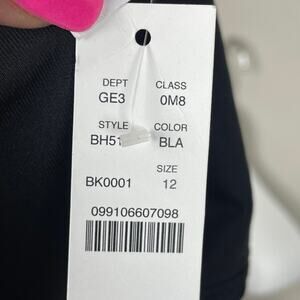 DEPT CLASS
GE3 0M8
STYLE COLOR
BH51 BLA
SIZE
BK0001 12
099106607098